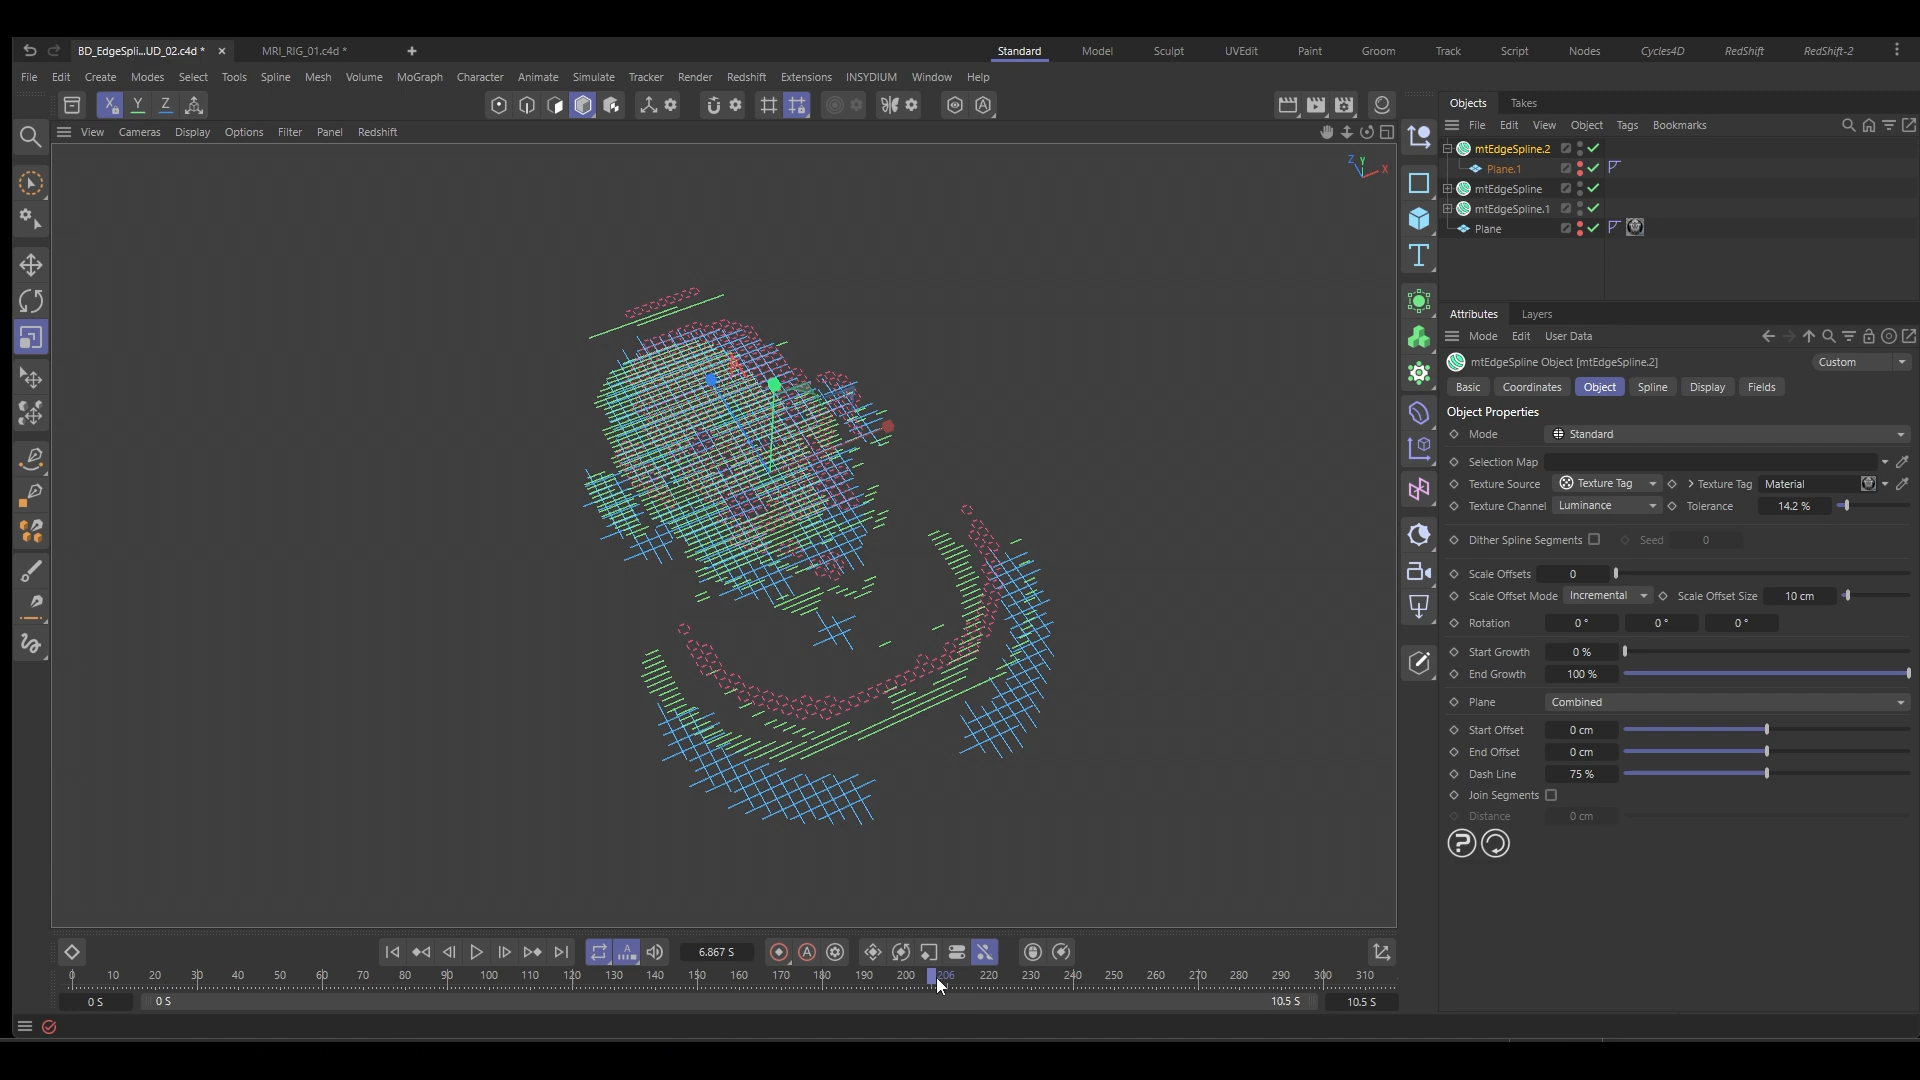 BD_EdgeSpli...UD_02.c4d *
MRI_RIG_01.c4d *
Standard Model Sculpt UVEdit Paint Groom Track Script Nodes Cycles4D RedShift RedShift-2
File Edit Create Modes Select Tools Spline Mesh Volume MoGraph Character Animate Simulate Tracker Render Redshift Extensions INSYDIUM Window Help
X Y Z
View Cameras Display Options Filter Panel Redshift
Z Y X
Objects Takes
File Edit View Object Tags Bookmarks
mtEdgeSpline.2
Plane.1
mtEdgeSpline
mtEdgeSpline.1
Plane
Attributes Layers
Mode Edit User Data
mtEdgeSpline Object [mtEdgeSpline.2] Custom
Basic Coordinates Object Spline Display Fields
Object Properties
Mode Standard
Selection Map
Texture Source Texture Tag > Texture Tag Material
Texture Channel Luminance Tolerance 14.2 %
Dither Spline Segments Seed 0
Scale Offsets 0
Scale Offset Mode Incremental Scale Offset Size 10 cm
Rotation 0 ° 0 ° 0 °
Start Growth 0 %
End Growth 100 %
Plane Combined
Start Offset 0 cm
End Offset 0 cm
Dash Line 75 %
Join Segments
Distance 0 cm
6.867 S
0 10 20 30 40 50 60 70 80 90 100 110 120 130 140 150 160 170 180 190 200 206 220 230 240 250 260 270 280 290 300 310
0 S 0 S 10.5 S 10.5 S